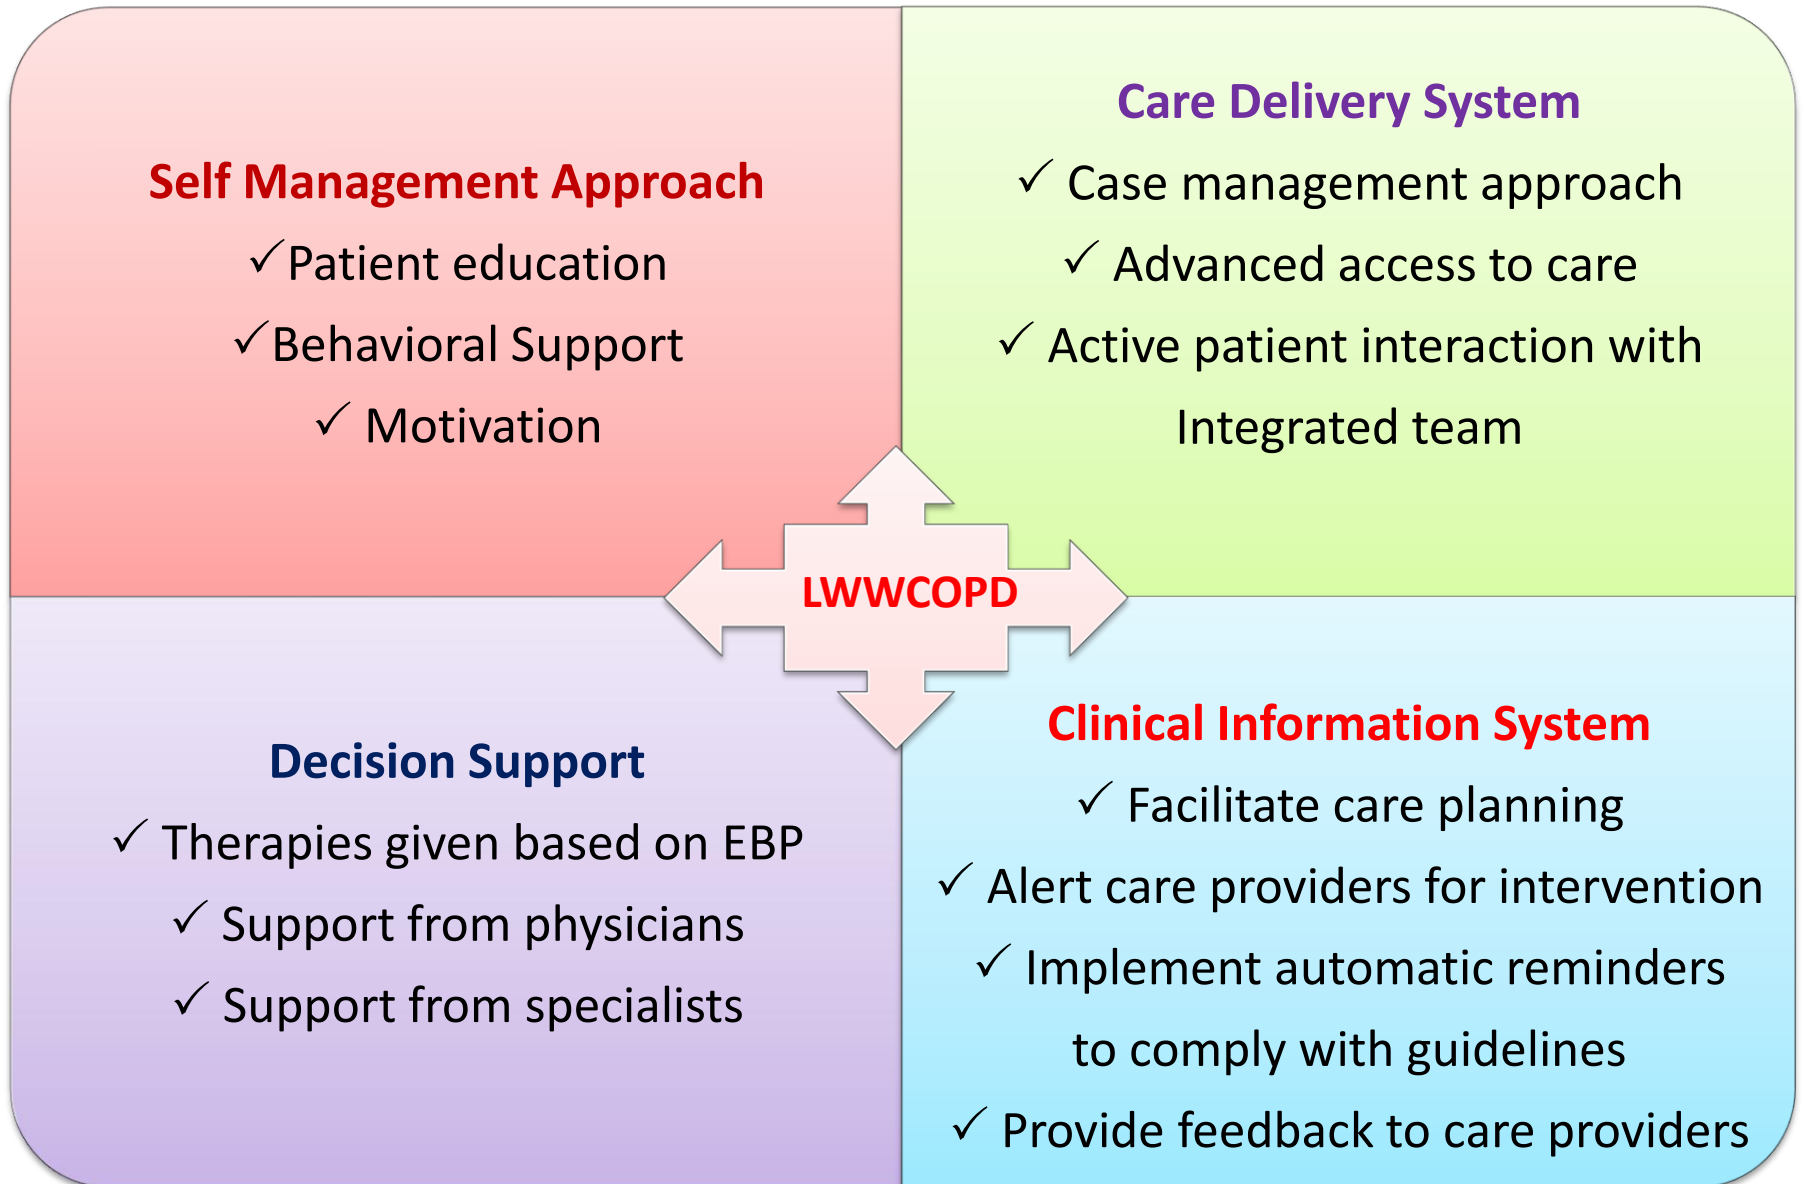 Self Management Approach
✓Patient education
✓Behavioral Support
✓ Motivation
Care Delivery System
✓ Case management approach
✓ Advanced access to care
✓ Active patient interaction with
Integrated team
LWWCOPD
Decision Support
✓ Therapies given based on EBP
✓ Support from physicians
✓ Support from specialists
Clinical Information System
✓ Facilitate care planning
✓ Alert care providers for intervention
✓ Implement automatic reminders
to comply with guidelines
✓ Provide feedback to care providers